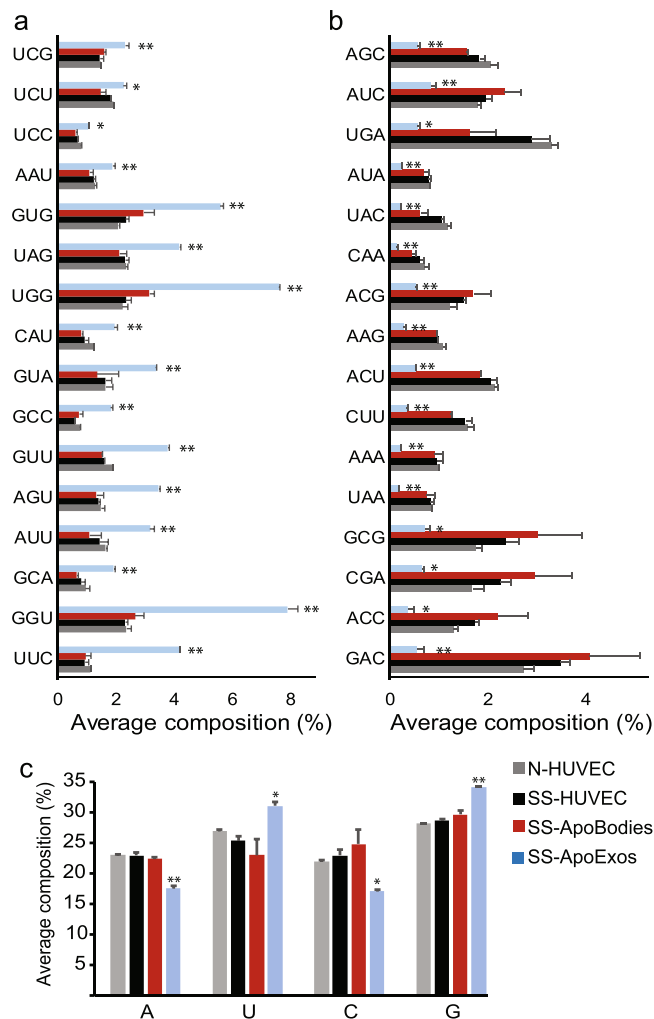 a
UCG **
UCU *
UCC *
AAU **
GUG **
UAG **
UGG **
CAU **
GUA **
GCC **
GUU **
AGU **
AUU **
GCA **
GGU **
UUC **
0 2 4 6 8
Average composition (%)
b
AGC **
AUC **
UGA *
AUA **
UAC **
CAA **
ACG **
AAG **
ACU **
CUU **
AAA **
UAA **
GCG *
CGA *
ACC *
GAC **
0 2 4
Average composition (%)
c
Average composition (%)
35
30
25
20
15
10
5
** * * **
A U C G
N-HUVEC
SS-HUVEC
SS-ApoBodies
SS-ApoExos